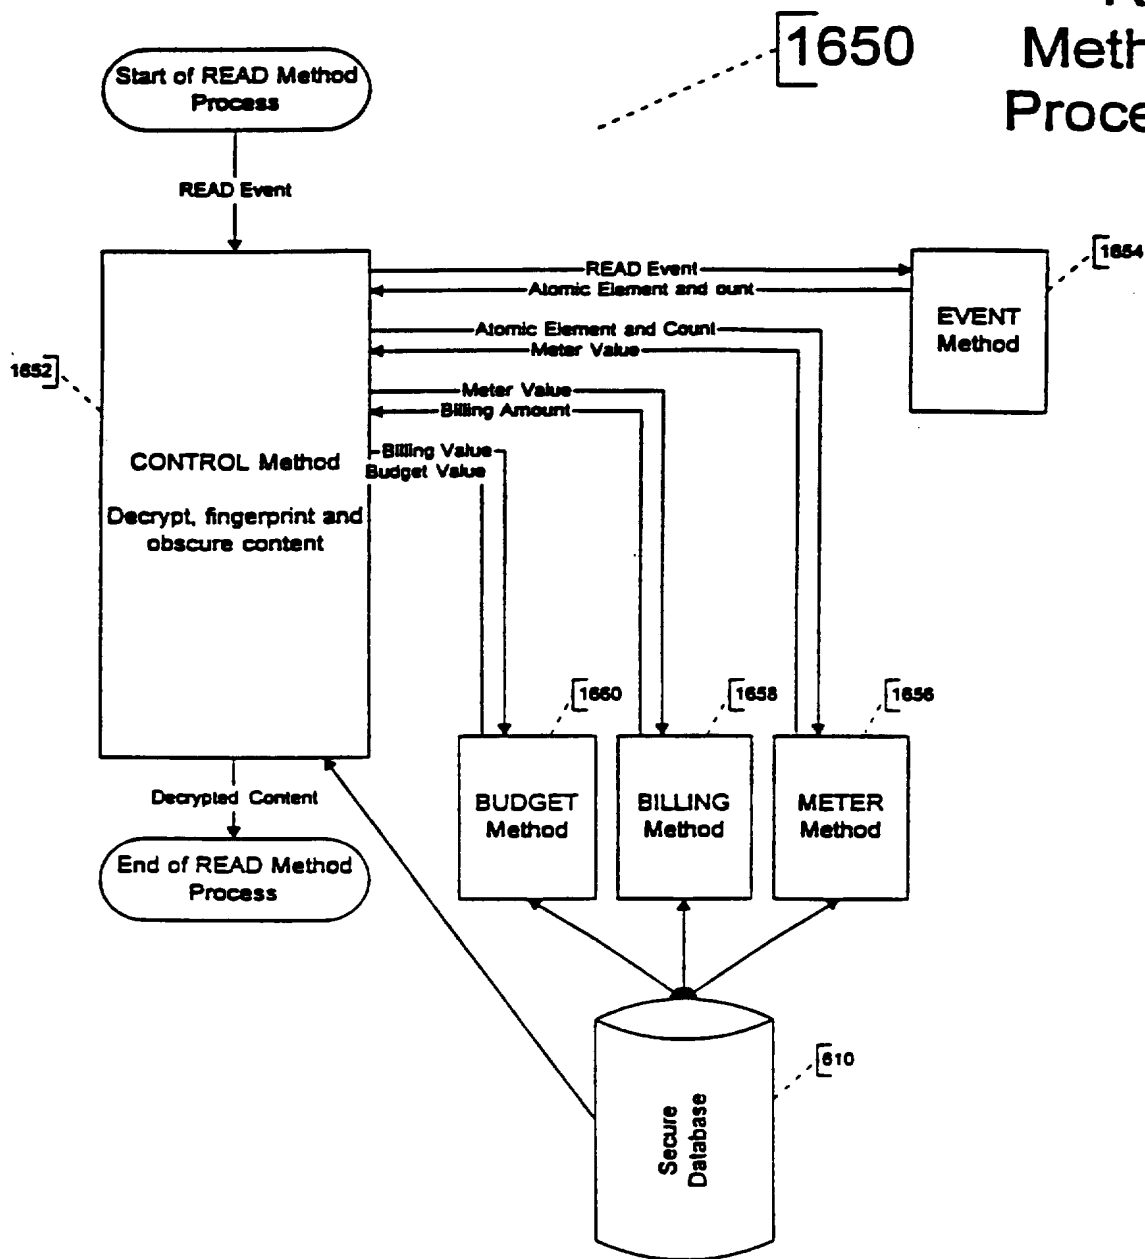 1650
Meth
Proce
Start of READ Method
Process
READ Event
1654
READ Event
Atomic Element and ount
EVENT
Method
Atomic Element and Count
Meter Value
1652
Meter Value
Billing Amount
CONTROL Method
Billing Value
Budget Value
Decrypt, fingerprint and
obscure content
1660
1658
1656
Decrypted Content
BUDGET
Method
BILLING
Method
METER
Method
End of READ Method
Process
610
Secure
Database